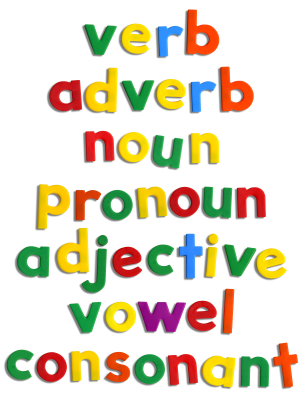 verb
adverb
noun
pronoun
adjective
vowel
consonant